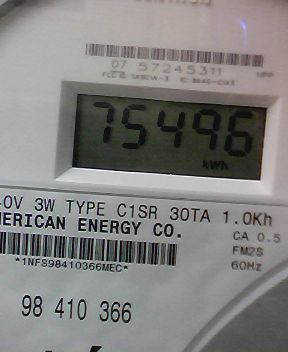 07 57245311
75496
kWh
0V 3W TYPE C1SR 30TA 1.0Kh
MERICAN ENERGY CO.
CA 0.5
FM2S
60Hz
*1NFS98410366MEC*
98 410 366